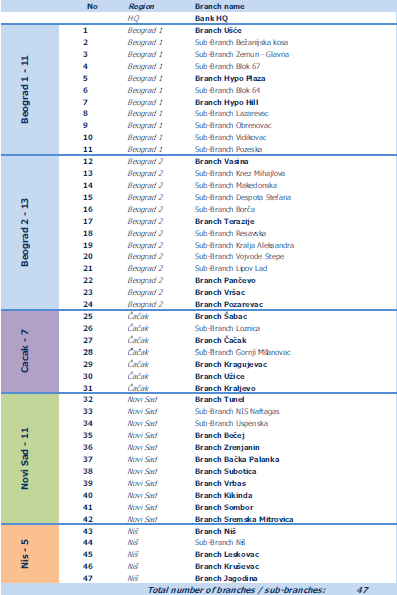 No Region Branch name
HQ Bank HQ
Beograd 1 - 11
1 Beograd 1 Branch Ušće
2 Beograd 1 Sub-Branch Bežanijska kosa
3 Beograd 1 Sub-Branch Zemun - Glavna
4 Beograd 1 Sub-Branch Blok 67
5 Beograd 1 Branch Hypo Plaza
6 Beograd 1 Sub-Branch Blok 64
7 Beograd 1 Branch Hypo Hill
8 Beograd 1 Sub-Branch Lazarevac
9 Beograd 1 Sub-Branch Obrenovac
10 Beograd 1 Sub-Branch Vidikovac
11 Beograd 1 Sub-Branch Pozeska
Beograd 2 - 13
12 Beograd 2 Branch Vasina
13 Beograd 2 Sub-Branch Knez Mihajlova
14 Beograd 2 Sub-Branch Makedonska
15 Beograd 2 Sub-Branch Despota Stefana
16 Beograd 2 Sub-Branch Borča
17 Beograd 2 Branch Terazije
18 Beograd 2 Sub-Branch Resavska
19 Beograd 2 Sub-Branch Kralja Aleksandra
20 Beograd 2 Sub-Branch Vojvode Stepe
21 Beograd 2 Sub-Branch Lipov Lad
22 Beograd 2 Branch Pančevo
23 Beograd 2 Branch Vršac
24 Beograd 2 Branch Pozarevac
Cacak - 7
25 Čačak Branch Šabac
26 Čačak Sub-Branch Loznica
27 Čačak Branch Čačak
28 Čačak Sub-Branch Gornji Milanovac
29 Čačak Branch Kragujevac
30 Čačak Branch Užice
31 Čačak Branch Kraljevo
Novi Sad - 11
32 Novi Sad Branch Tunel
33 Novi Sad Sub-Branch NIS Naftagas
34 Novi Sad Sub-Branch Uspenska
35 Novi Sad Branch Bečej
36 Novi Sad Branch Zrenjanin
37 Novi Sad Branch Bačka Palanka
38 Novi Sad Branch Subotica
39 Novi Sad Branch Vrbas
40 Novi Sad Branch Kikinda
41 Novi Sad Branch Sombor
42 Novi Sad Branch Sremska Mitrovica
Nis - 5
43 Niš Branch Niš
44 Niš Sub-Branch Niš
45 Niš Branch Leskovac
46 Niš Branch Kruševac
47 Niš Branch Jagodina
Total number of branches / sub-branches: 47